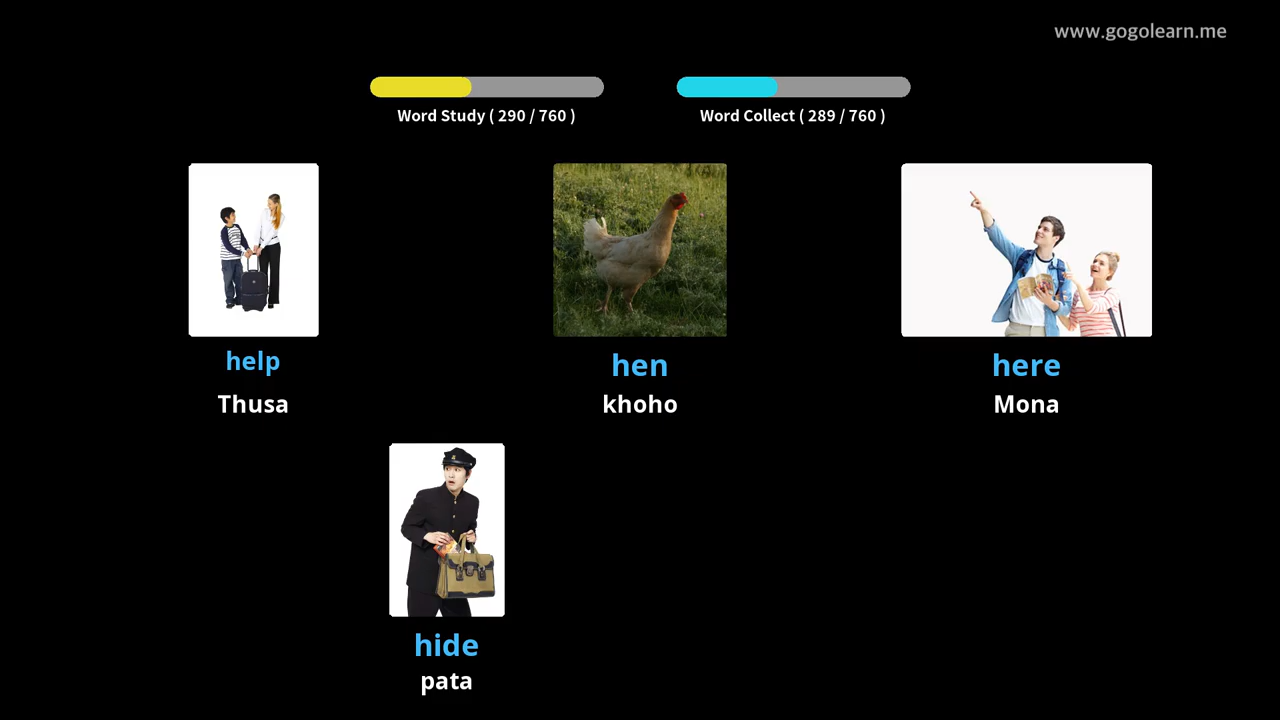 www.gogolearn.me
Word Study ( 290 / 760 )
Word Collect ( 289 / 760 )
help
hen
here
Thusa
khoho
Mona
hide
pata